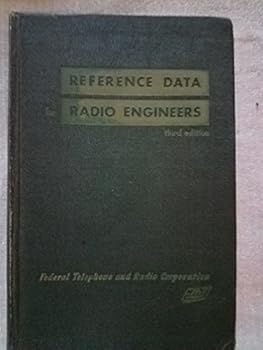 REFERENCE DATA
for RADIO ENGINEERS
third edition
Federal Telephone and Radio Corporation